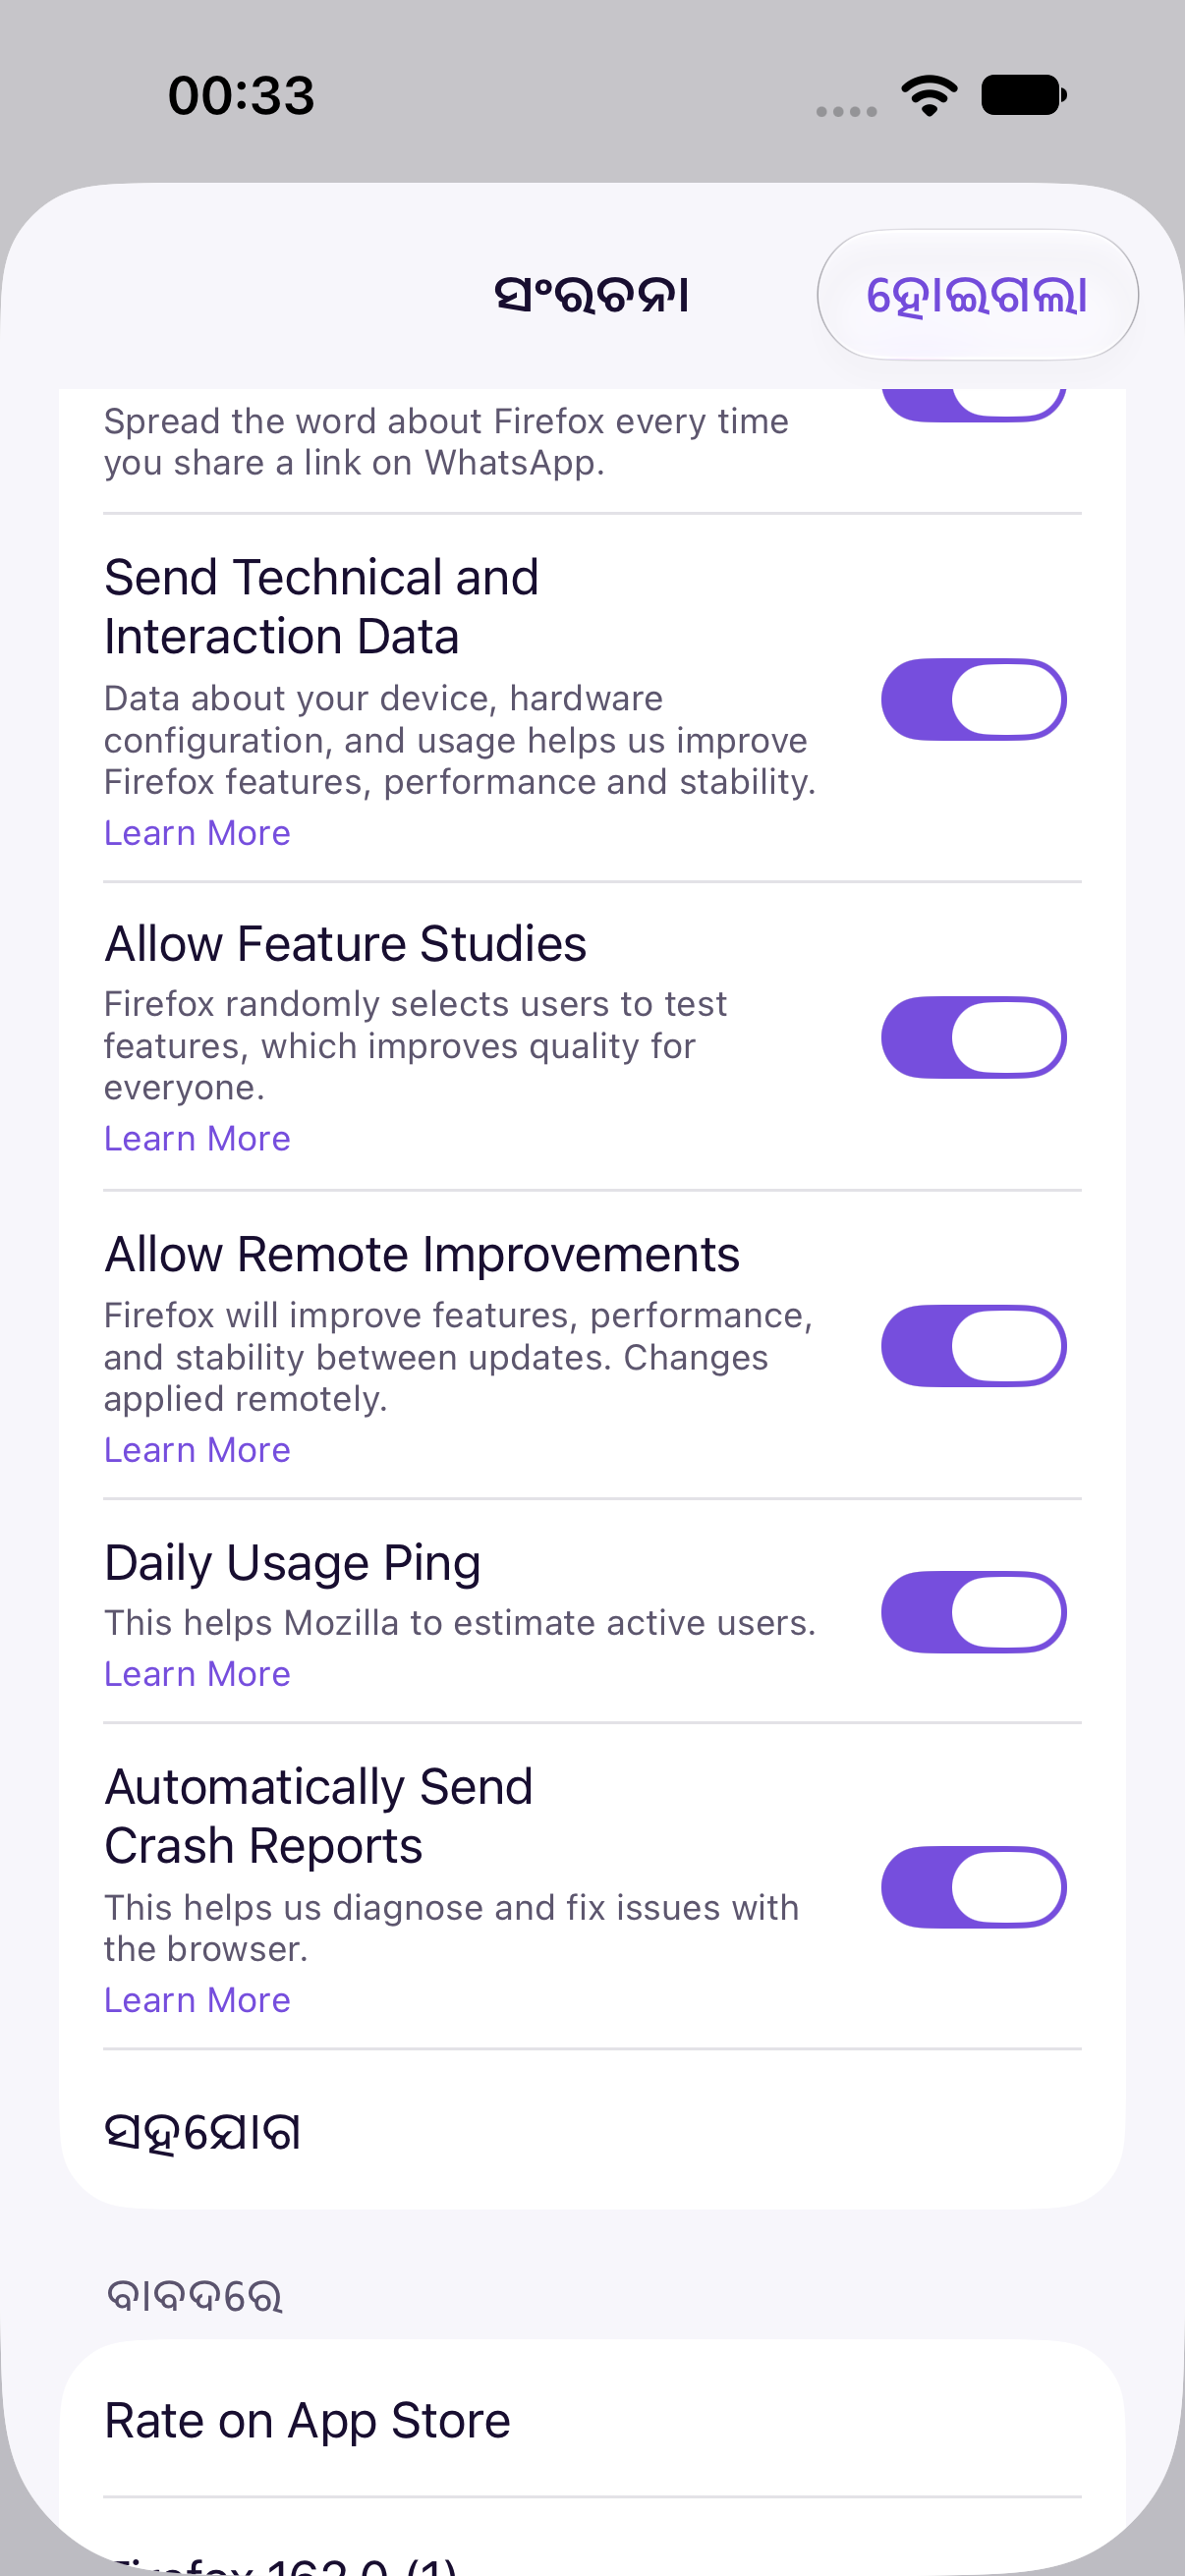 00:33
ସଂରଚନା
ହୋଇଗଲା
Spread the word about Firefox every time
you share a link on WhatsApp.
Send Technical and
Interaction Data
Data about your device, hardware
configuration, and usage helps us improve
Firefox features, performance and stability.
Learn More
Allow Feature Studies
Firefox randomly selects users to test
features, which improves quality for
everyone.
Learn More
Allow Remote Improvements
Firefox will improve features, performance,
and stability between updates. Changes
applied remotely.
Learn More
Daily Usage Ping
This helps Mozilla to estimate active users.
Learn More
Automatically Send
Crash Reports
This helps us diagnose and fix issues with
the browser.
Learn More
ସହଯୋଗ
ବାବଦରେ
Rate on App Store
Firefox 162.0 (1)